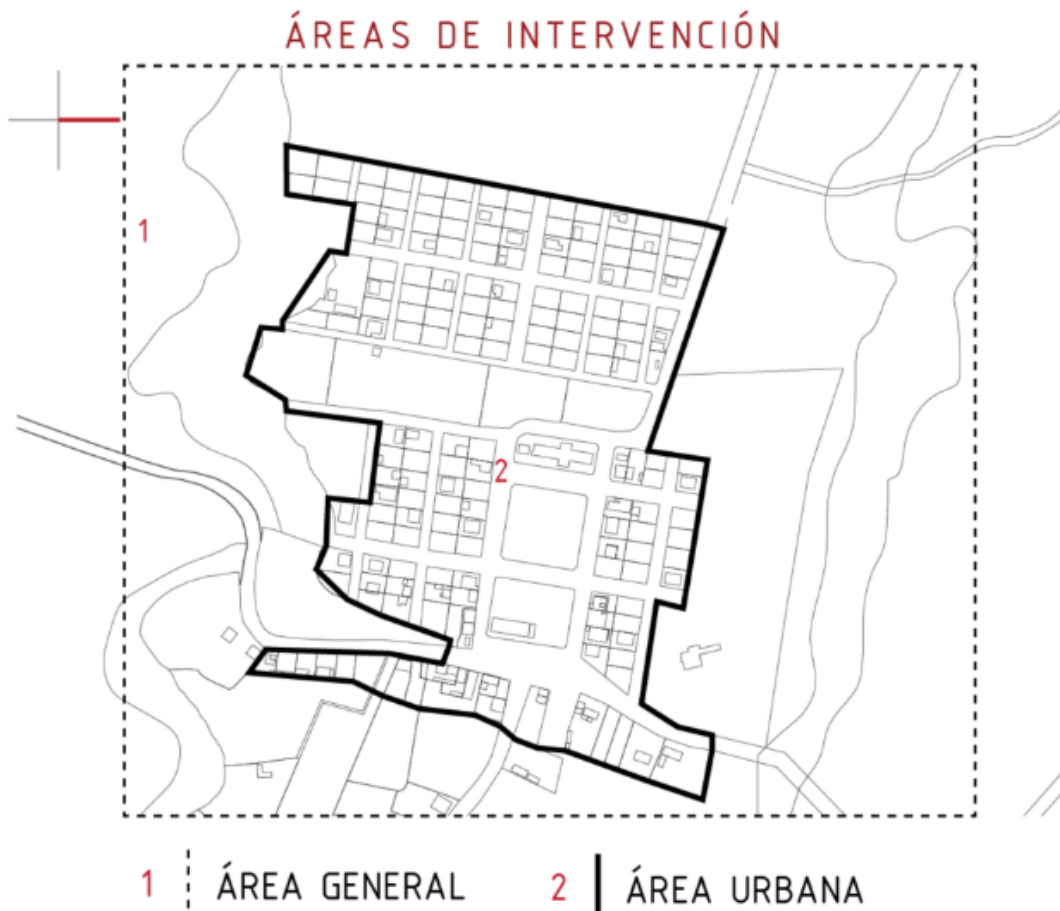 ÁREAS DE INTERVENCIÓN
1
2
1 ÁREA GENERAL 2 ÁREA URBANA